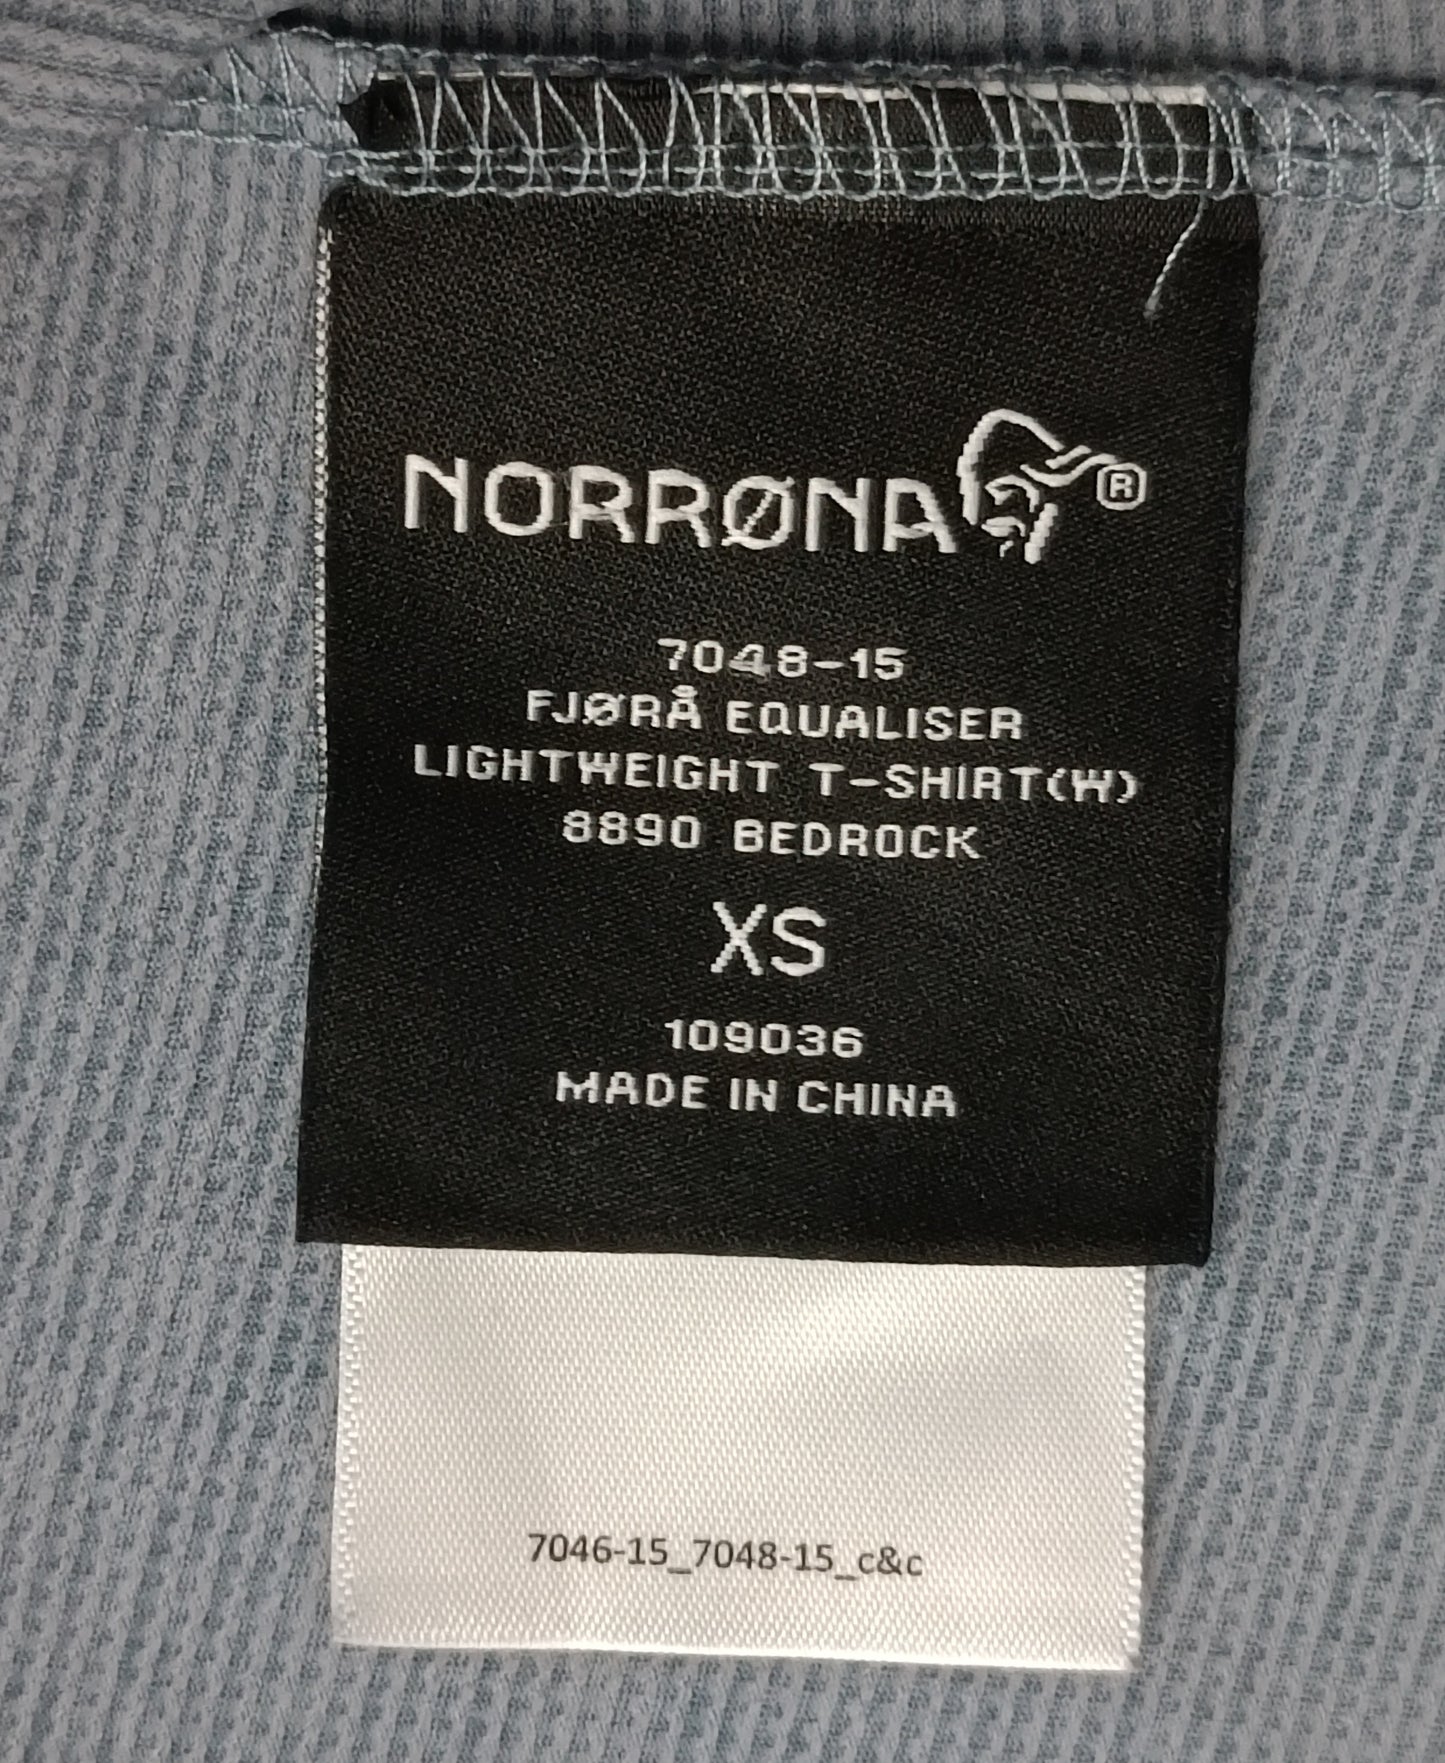 NORRØNA®
7048-15
FJØRÅ EQUALISER
LIGHTWEIGHT T-SHIRT(W)
8890 BEDROCK
XS
109036
MADE IN CHINA
7046-15_7048-15_c&c